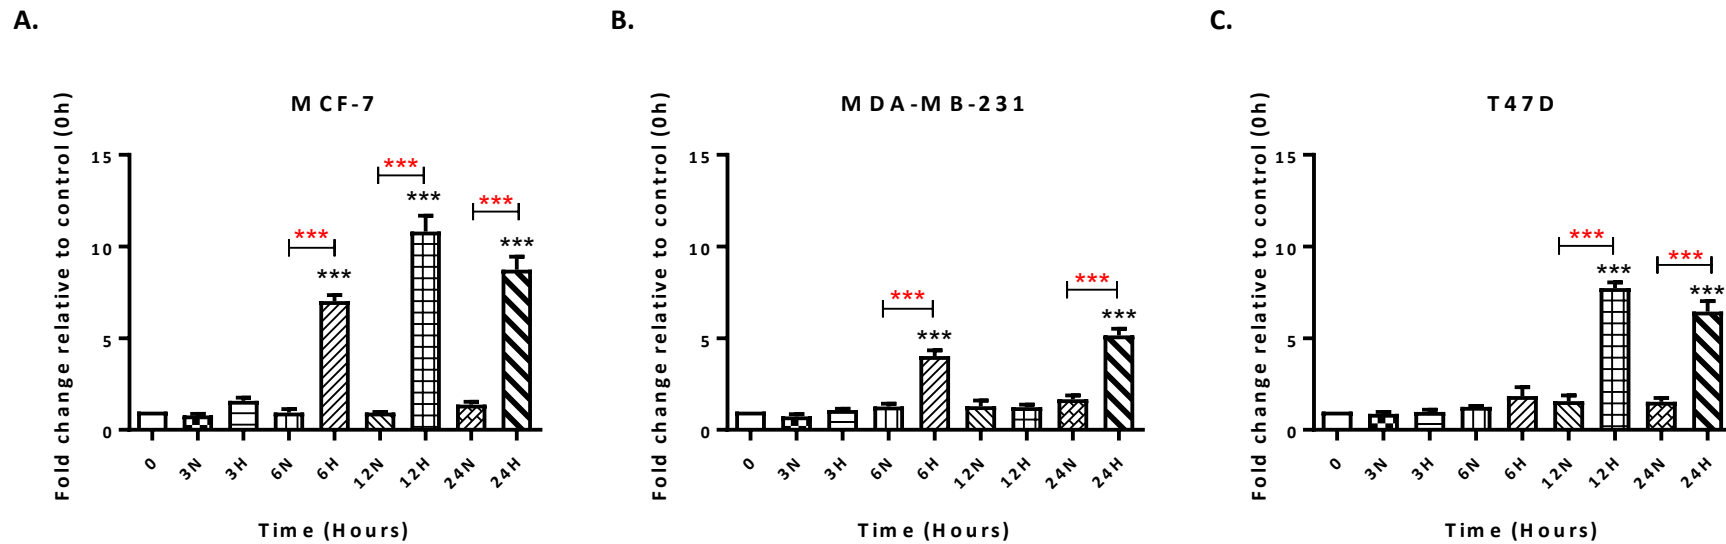 A.
MCF-7
Fold change relative to control (0h)
15
10
5
0
***
***
***
***
***
***
0
3N
3H
6N
6H
12N
12H
24N
24H
Time (Hours)
B.
MDA-MB-231
Fold change relative to control (0h)
15
10
5
0
***
***
***
***
0
3N
3H
6N
6H
12N
12H
24N
24H
Time (Hours)
C.
T47D
Fold change relative to control (0h)
15
10
5
0
***
***
***
***
0
3N
3H
6N
6H
12N
12H
24N
24H
Time (Hours)